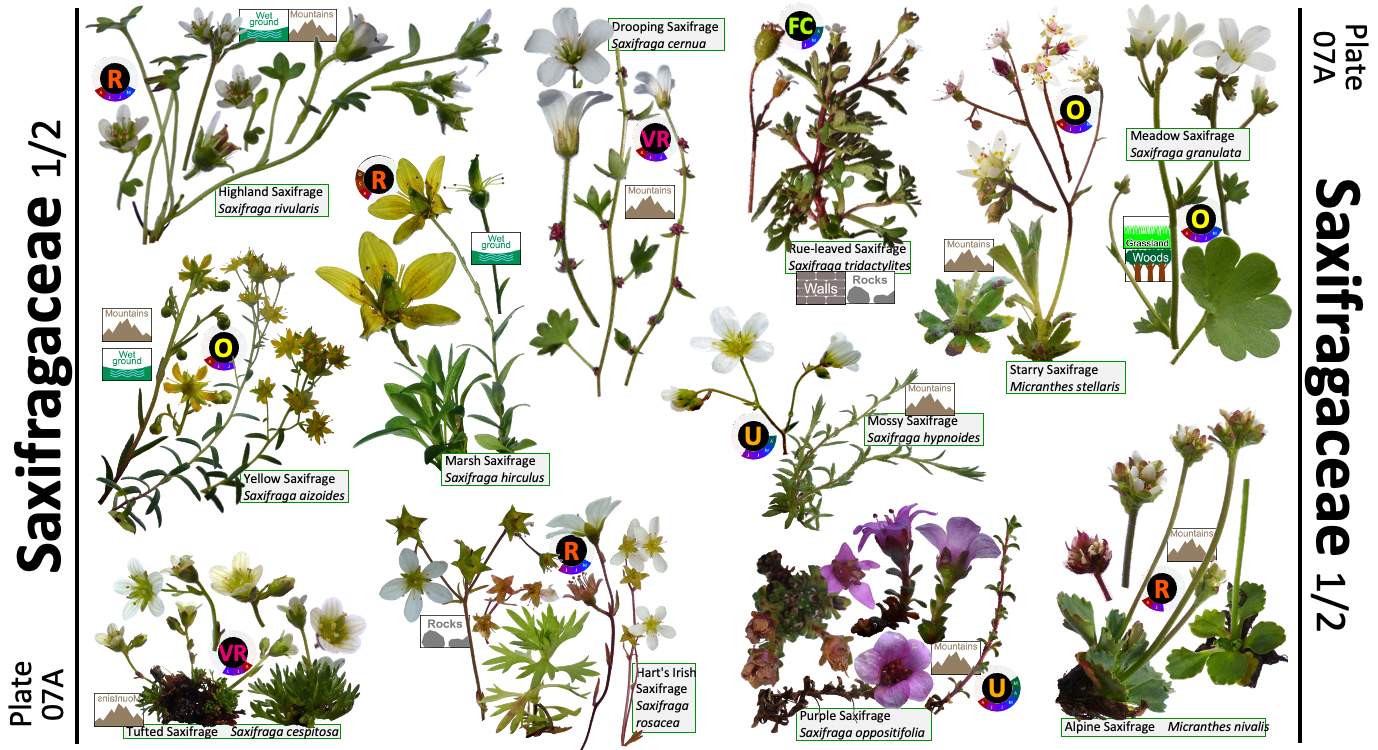 Saxifragaceae 1/2
Plate
07A
Wet
ground
Mountains
R
Highland Saxifrage
Saxifraga rivularis
Drooping Saxifrage
Saxifraga cernua
VR
Mountains
FC
Rue-leaved Saxifrage
Saxifraga tridactylites
Walls
Rocks
O
Mountains
Starry Saxifrage
Micranthes stellaris
Meadow Saxifrage
Saxifraga granulata
O
Grassland
Woods
Plate
07A
Saxifragaceae 1/2
Mountains
Wet
ground
O
Yellow Saxifrage
Saxifraga aizoides
R
Wet
ground
Marsh Saxifrage
Saxifraga hirculus
U
Mountains
Mossy Saxifrage
Saxifraga hypnoides
VR
Mountains
Tufted Saxifrage Saxifraga cespitosa
R
Rocks
Hart's Irish
Saxifrage
Saxifraga
rosacea
Mountains
U
Purple Saxifrage
Saxifraga oppositifolia
Mountains
R
Alpine Saxifrage Micranthes nivalis